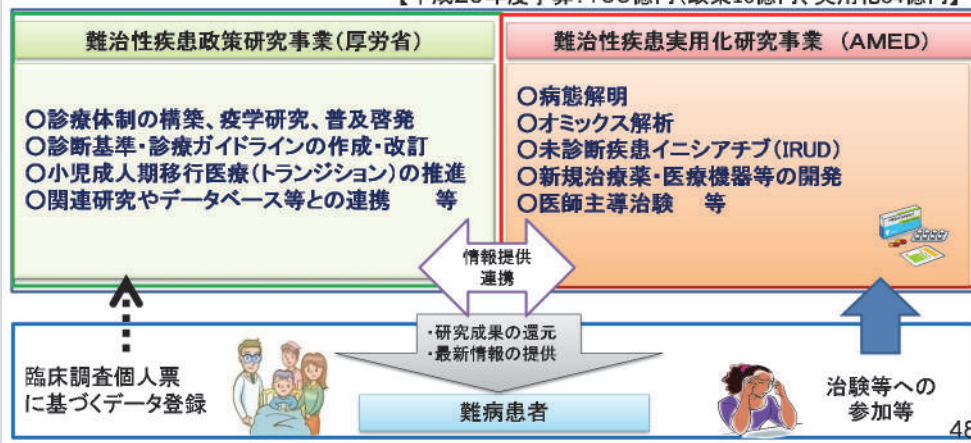 難治性疾患政策研究事業(厚労省)
〇診療体制の構築、疫学研究、普及啓発
〇診断基準・診療ガイドラインの作成・改訂
〇小児成人期移行医療(トランジション)の推進
〇関連研究やデータベース等との連携 等
難治性疾患実用化研究事業 (AMED)
〇病態解明
〇オミックス解析
〇未診断疾患イニシアチブ(IRUD)
〇新規治療薬・医療機器等の開発
〇医師主導治験 等
情報提供
連携
・研究成果の還元
・最新情報の提供
臨床調査個人票
に基づくデータ登録
難病患者
治験等への
参加等
48